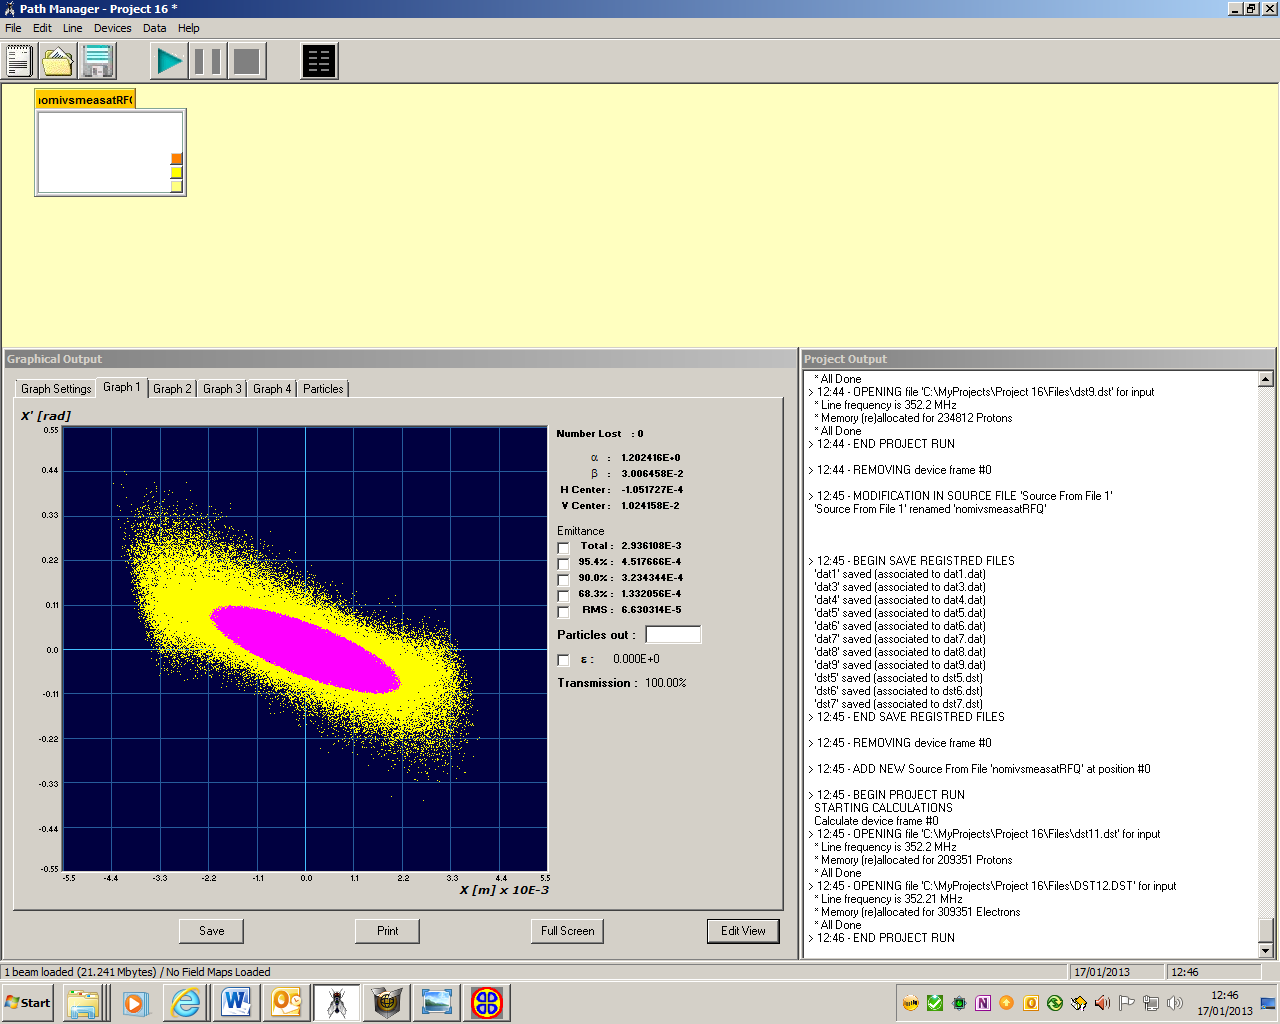 Path Manager - Project 16 *
File Edit Line Devices Data Help
nomivsmeasatRFQ
Graphical Output
Graph Settings Graph 1 Graph 2 Graph 3 Graph 4 Particles
X' [rad]
0.55
0.44
0.33
0.22
0.11
0.0
-0.11
-0.22
-0.33
-0.44
-0.55
-5.5 -4.4 -3.3 -2.2 -1.1 0.0 1.1 2.2 3.3 4.4 5.5
X [m] x 10E-3
Number Lost : 0
α : 1.202416E+0
β : 3.006458E-2
H Center : -1.051727E-4
V Center : 1.024158E-2
Emittance
Total : 2.936108E-3
95.4% : 4.517666E-4
90.0% : 3.234344E-4
68.3% : 1.332056E-4
RMS : 6.630314E-5
Particles out :
ε : 0.000E+0
Transmission : 100.00%
Save Print Full Screen Edit View
Project Output
* All Done
> 12:44 - OPENING file 'C:\MyProjects\Project 16\Files\dst9.dst' for input
* Line frequency is 352.2 MHz
* Memory (re)allocated for 234812 Protons
* All Done
> 12:44 - END PROJECT RUN
> 12:44 - REMOVING device frame #0
> 12:45 - MODIFICATION IN SOURCE FILE 'Source From File 1'
'Source From File 1' renamed 'nomivsmeasatRFQ'
> 12:45 - BEGIN SAVE REGISTRED FILES
'dat1' saved (associated to dat1.dat)
'dat3' saved (associated to dat3.dat)
'dat4' saved (associated to dat4.dat)
'dat5' saved (associated to dat5.dat)
'dat6' saved (associated to dat6.dat)
'dat7' saved (associated to dat7.dat)
'dat8' saved (associated to dat8.dat)
'dat9' saved (associated to dat9.dat)
'dst5' saved (associated to dst5.dst)
'dst6' saved (associated to dst6.dst)
'dst7' saved (associated to dst7.dst)
> 12:45 - END SAVE REGISTRED FILES
> 12:45 - REMOVING device frame #0
> 12:45 - ADD NEW Source From File 'nomivsmeasatRFQ' at position #0
> 12:45 - BEGIN PROJECT RUN
STARTING CALCULATIONS
Calculate device frame #0
> 12:45 - OPENING file 'C:\MyProjects\Project 16\Files\dst11.dst' for input
* Line frequency is 352.2 MHz
* Memory (re)allocated for 209351 Protons
* All Done
> 12:45 - OPENING file 'C:\MyProjects\Project 16\Files\DST12.DST' for input
* Line frequency is 352.21 MHz
* Memory (re)allocated for 309351 Electrons
* All Done
> 12:46 - END PROJECT RUN
1 beam loaded (21.241 Mbytes) / No Field Maps Loaded
17/01/2013 12:46
Start
12:46
17/01/2013